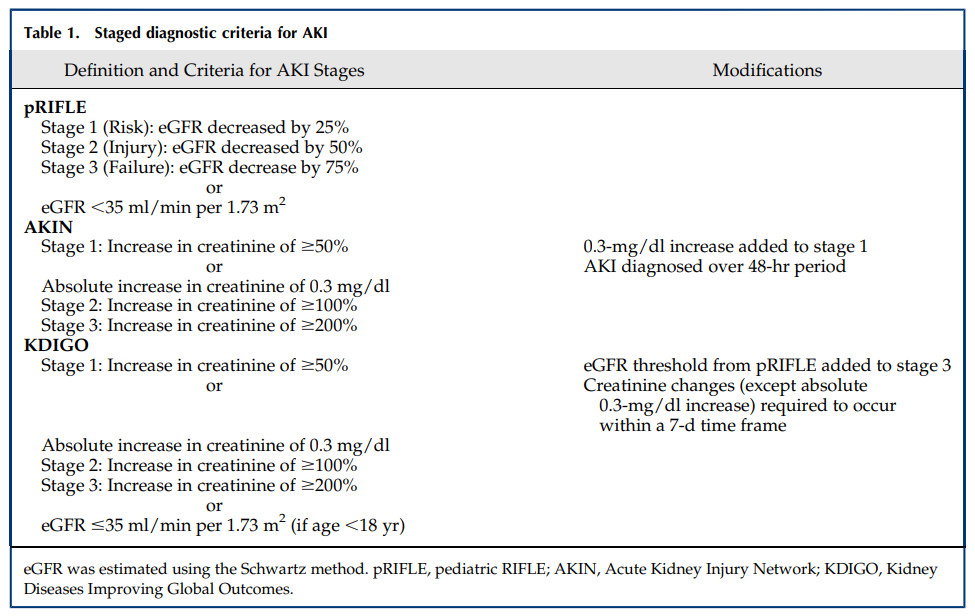 Table 1. Staged diagnostic criteria for AKI
Definition and Criteria for AKI Stages Modifications
pRIFLE
Stage 1 (Risk): eGFR decreased by 25%
Stage 2 (Injury): eGFR decreased by 50%
Stage 3 (Failure): eGFR decrease by 75%
or
eGFR <35 ml/min per 1.73 m²
AKIN
Stage 1: Increase in creatinine of ≥50% 0.3-mg/dl increase added to stage 1
or AKI diagnosed over 48-hr period
Absolute increase in creatinine of 0.3 mg/dl
Stage 2: Increase in creatinine of ≥100%
Stage 3: Increase in creatinine of ≥200%
KDIGO
Stage 1: Increase in creatinine of ≥50% eGFR threshold from pRIFLE added to stage 3
or Creatinine changes (except absolute
0.3-mg/dl increase) required to occur
within a 7-d time frame
Absolute increase in creatinine of 0.3 mg/dl
Stage 2: Increase in creatinine of ≥100%
Stage 3: Increase in creatinine of ≥200%
or
eGFR ≤35 ml/min per 1.73 m² (if age <18 yr)
eGFR was estimated using the Schwartz method. pRIFLE, pediatric RIFLE; AKIN, Acute Kidney Injury Network; KDIGO, Kidney
Diseases Improving Global Outcomes.